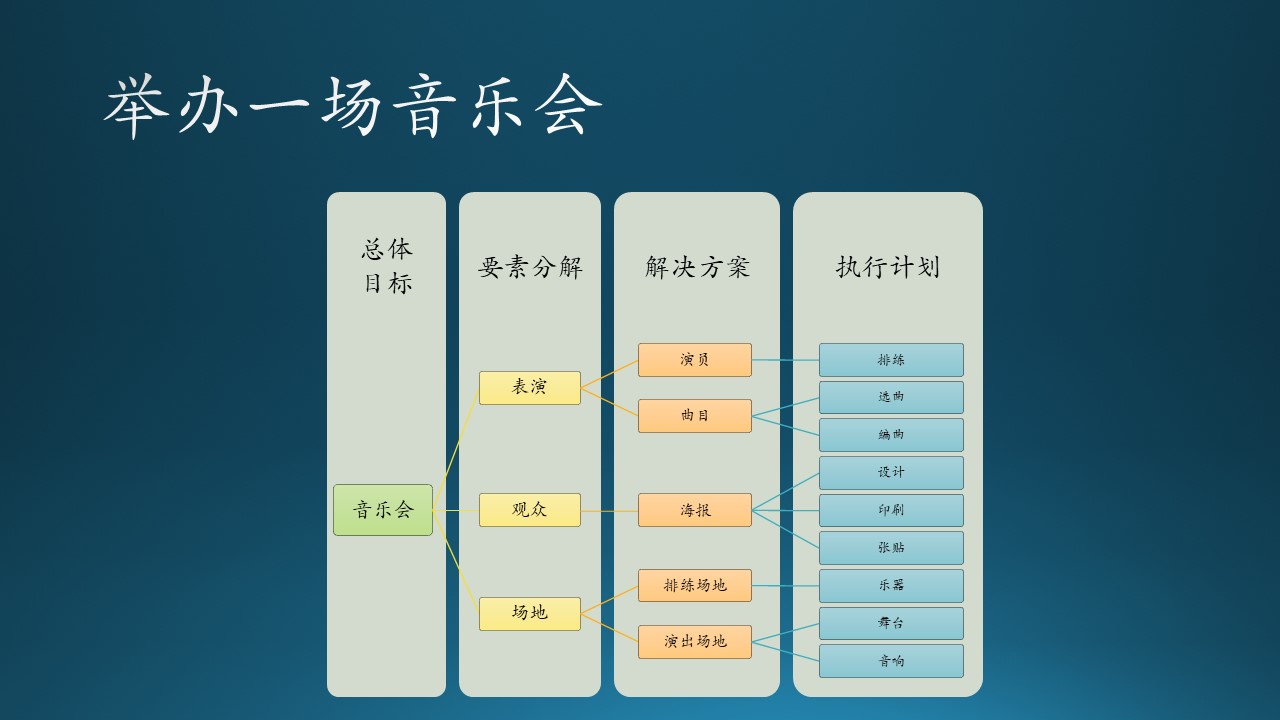 举办一场音乐会
总体
目标
要素分解
解决方案
执行计划
音乐会
表演
观众
场地
演员
曲目
海报
排练场地
演出场地
排练
选曲
编曲
设计
印刷
张贴
乐器
舞台
音响